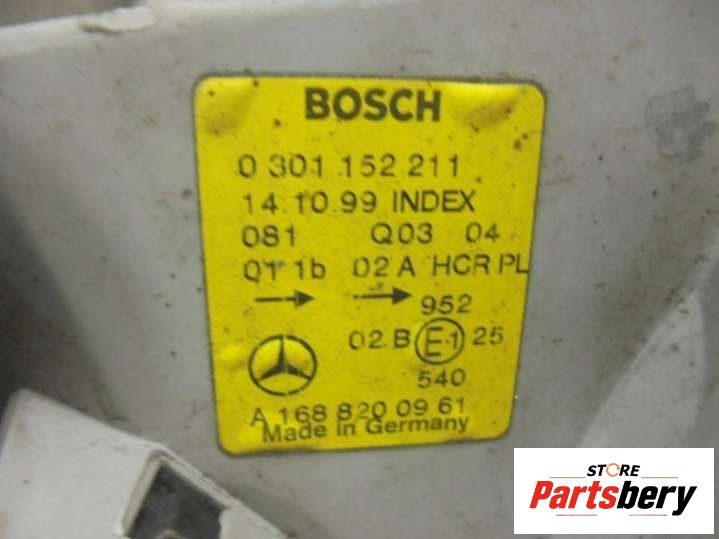 BOSCH
0 301 152 211
14.10.99 INDEX
081 Q03 04
01 1b 02 A HCR PL
952
02 B E1 25
540
A 168 820 09 61
Made in Germany
STORE
Partsbery